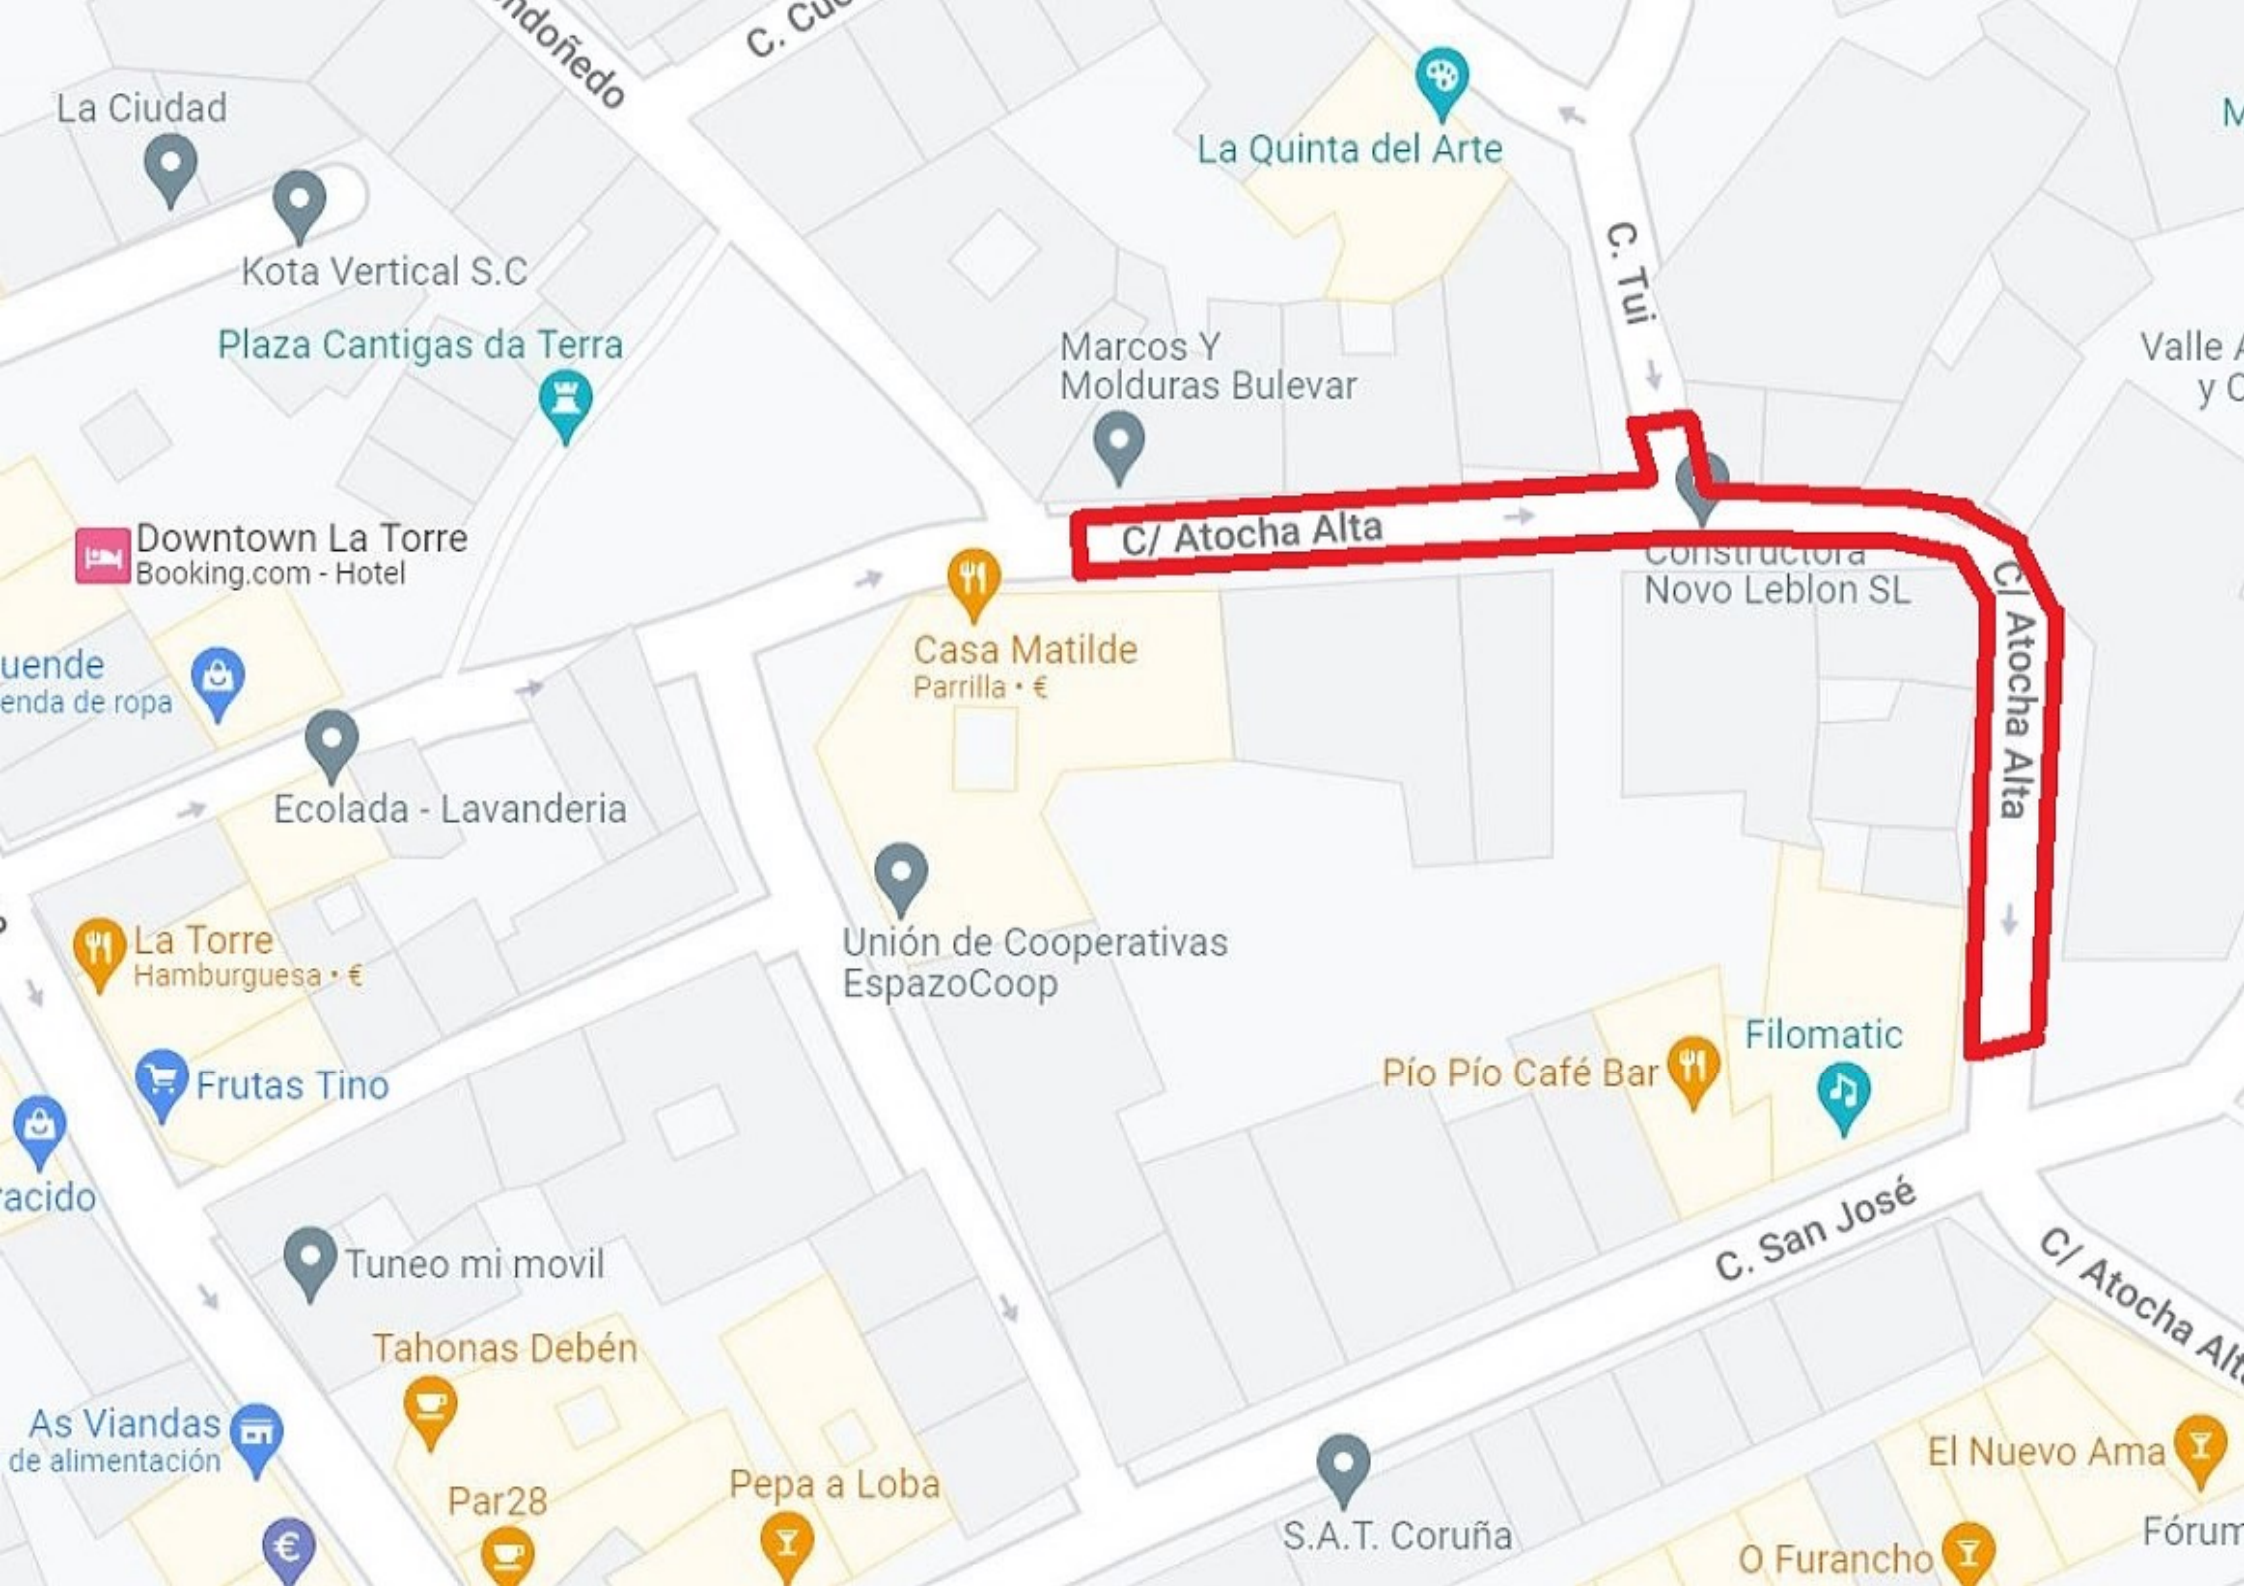 ondoñedo
La Ciudad
Kota Vertical S.C
La Quinta del Arte
C. Tui
Plaza Cantigas da Terra
Marcos Y
Molduras Bulevar
Valle A
y C
Downtown La Torre
Booking.com - Hotel
C/ Atocha Alta
Constructora
Novo Leblon SL
C/ Atocha Alta
Casa Matilde
Parrilla • €
uende
enda de ropa
Ecolada - Lavanderia
La Torre
Hamburguesa • €
Unión de Cooperativas
EspazoCoop
Frutas Tino
Pío Pío Café Bar
Filomatic
racido
C. San José
C/ Atocha Alta
Tuneo mi movil
Tahonas Debén
As Viandas
de alimentación
Par28
Pepa a Loba
S.A.T. Coruña
El Nuevo Ama
O Furancho
Fórum
€